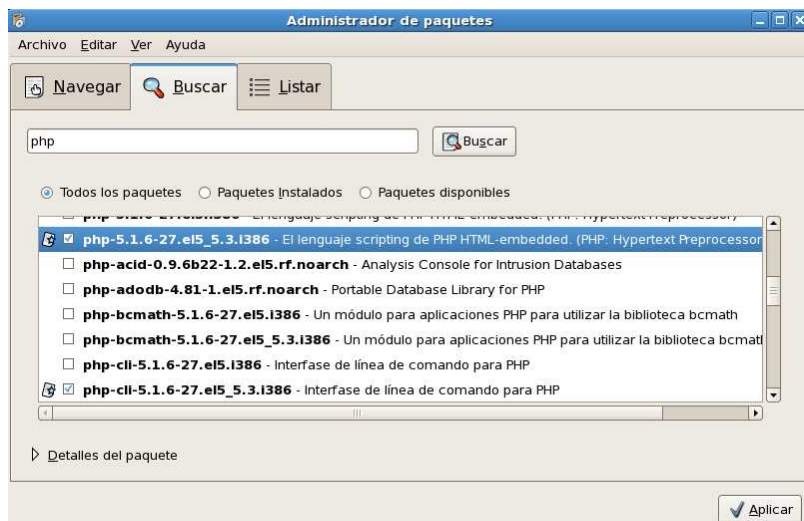 Administrador de paquetes
Archivo Editar Ver Ayuda
Navegar Buscar Listar
php Buscar
Todos los paquetes Paquetes Instalados Paquetes disponibles
php-5.1.6-27.el5_5.3.i386 - El lenguaje scripting de PHP HTML-embedded. (PHP: Hypertext Preprocessor
php-acid-0.9.6b22-1.2.el5.rf.noarch - Analysis Console for Intrusion Databases
php-adodb-4.81-1.el5.rf.noarch - Portable Database Library for PHP
php-bcmath-5.1.6-27.el5.i386 - Un módulo para aplicaciones PHP para utilizar la biblioteca bcmath
php-bcmath-5.1.6-27.el5_5.3.i386 - Un módulo para aplicaciones PHP para utilizar la biblioteca bcmath
php-cli-5.1.6-27.el5.i386 - Interfase de línea de comando para PHP
php-cli-5.1.6-27.el5_5.3.i386 - Interfase de línea de comando para PHP
Detalles del paquete
Aplicar